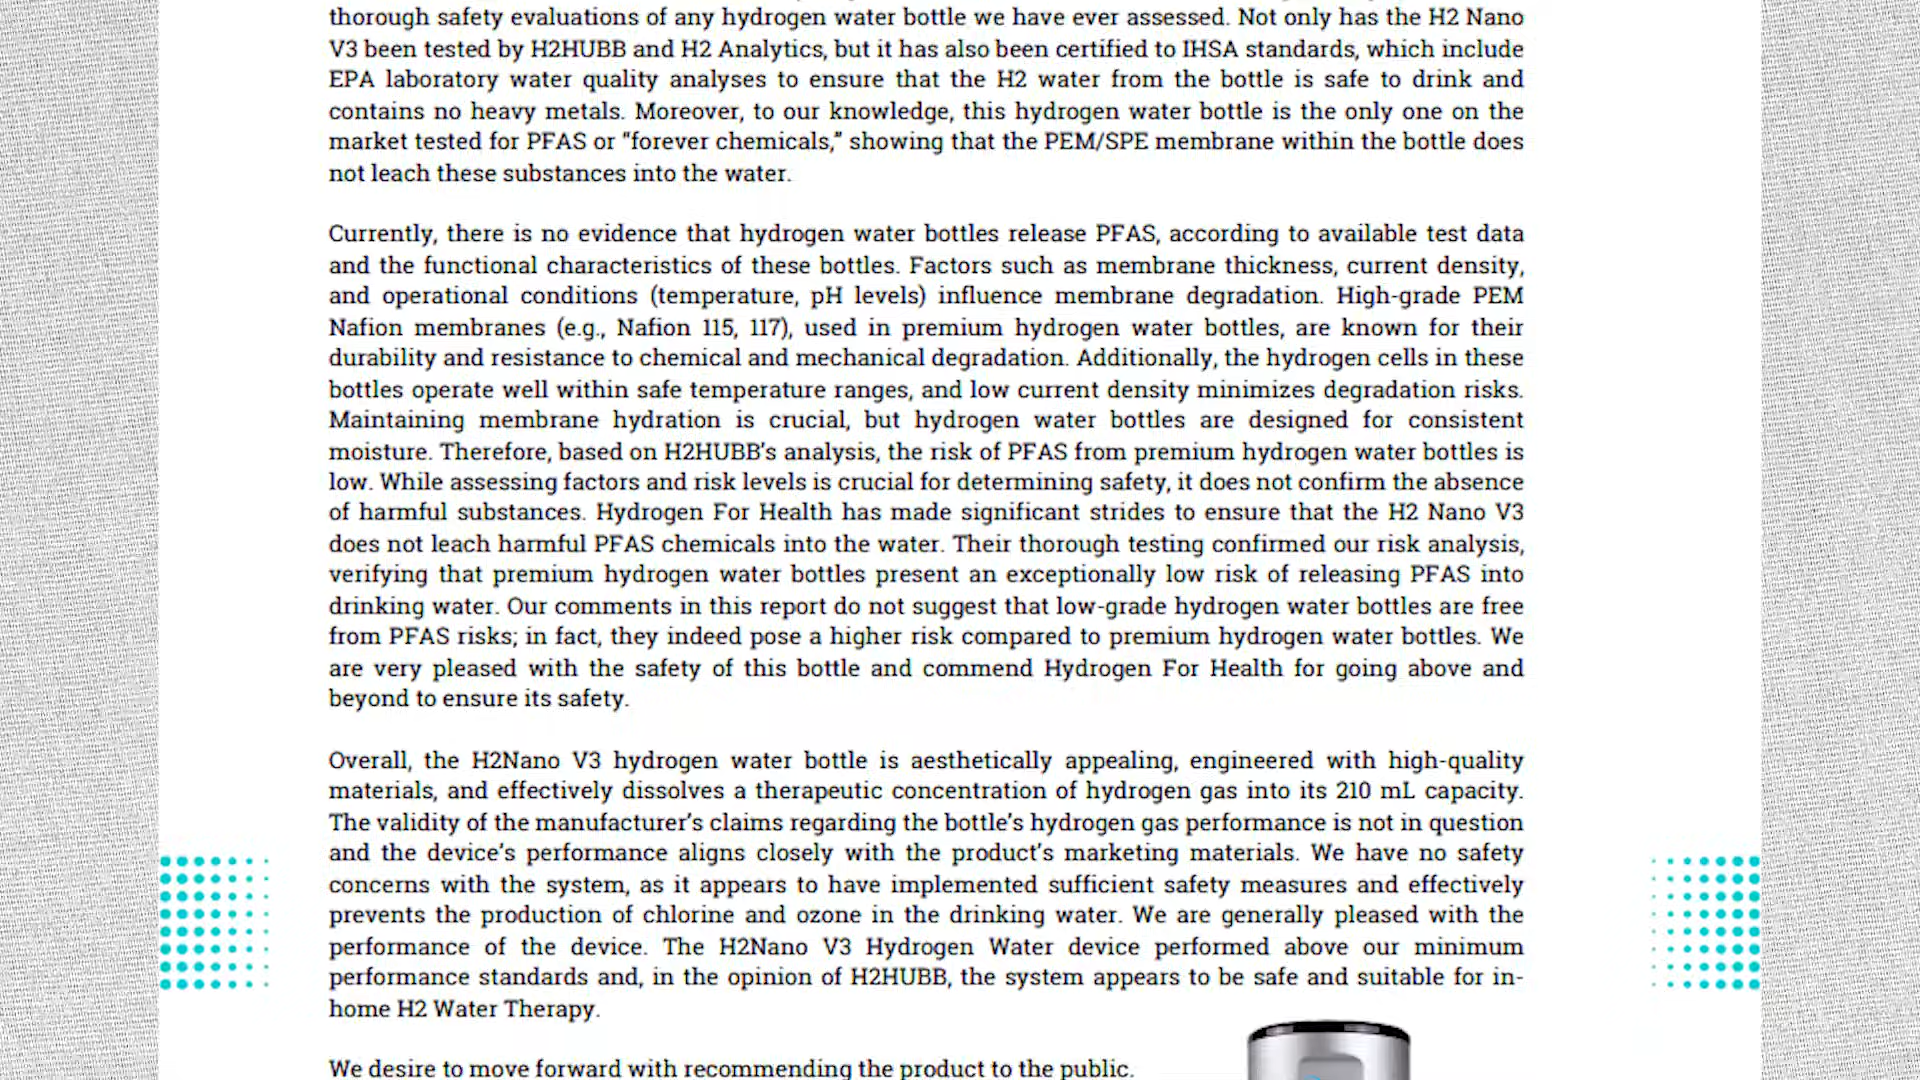 thorough safety evaluations of any hydrogen water bottle we have ever assessed. Not only has the H2 Nano
V3 been tested by H2HUBB and H2 Analytics, but it has also been certified to IHSA standards, which include
EPA laboratory water quality analyses to ensure that the H2 water from the bottle is safe to drink and
contains no heavy metals. Moreover, to our knowledge, this hydrogen water bottle is the only one on the
market tested for PFAS or "forever chemicals," showing that the PEM/SPE membrane within the bottle does
not leach these substances into the water.
Currently, there is no evidence that hydrogen water bottles release PFAS, according to available test data
and the functional characteristics of these bottles. Factors such as membrane thickness, current density,
and operational conditions (temperature, pH levels) influence membrane degradation. High-grade PEM
Nafion membranes (e.g., Nafion 115, 117), used in premium hydrogen water bottles, are known for their
durability and resistance to chemical and mechanical degradation. Additionally, the hydrogen cells in these
bottles operate well within safe temperature ranges, and low current density minimizes degradation risks.
Maintaining membrane hydration is crucial, but hydrogen water bottles are designed for consistent
moisture. Therefore, based on H2HUBB's analysis, the risk of PFAS from premium hydrogen water bottles is
low. While assessing factors and risk levels is crucial for determining safety, it does not confirm the absence
of harmful substances. Hydrogen For Health has made significant strides to ensure that the H2 Nano V3
does not leach harmful PFAS chemicals into the water. Their thorough testing confirmed our risk analysis,
verifying that premium hydrogen water bottles present an exceptionally low risk of releasing PFAS into
drinking water. Our comments in this report do not suggest that low-grade hydrogen water bottles are free
from PFAS risks; in fact, they indeed pose a higher risk compared to premium hydrogen water bottles. We
are very pleased with the safety of this bottle and commend Hydrogen For Health for going above and
beyond to ensure its safety.
Overall, the H2Nano V3 hydrogen water bottle is aesthetically appealing, engineered with high-quality
materials, and effectively dissolves a therapeutic concentration of hydrogen gas into its 210 mL capacity.
The validity of the manufacturer's claims regarding the bottle's hydrogen gas performance is not in question
and the device's performance aligns closely with the product's marketing materials. We have no safety
concerns with the system, as it appears to have implemented sufficient safety measures and effectively
prevents the production of chlorine and ozone in the drinking water. We are generally pleased with the
performance of the device. The H2Nano V3 Hydrogen Water device performed above our minimum
performance standards and, in the opinion of H2HUBB, the system appears to be safe and suitable for in-
home H2 Water Therapy.
We desire to move forward with recommending the product to the public.